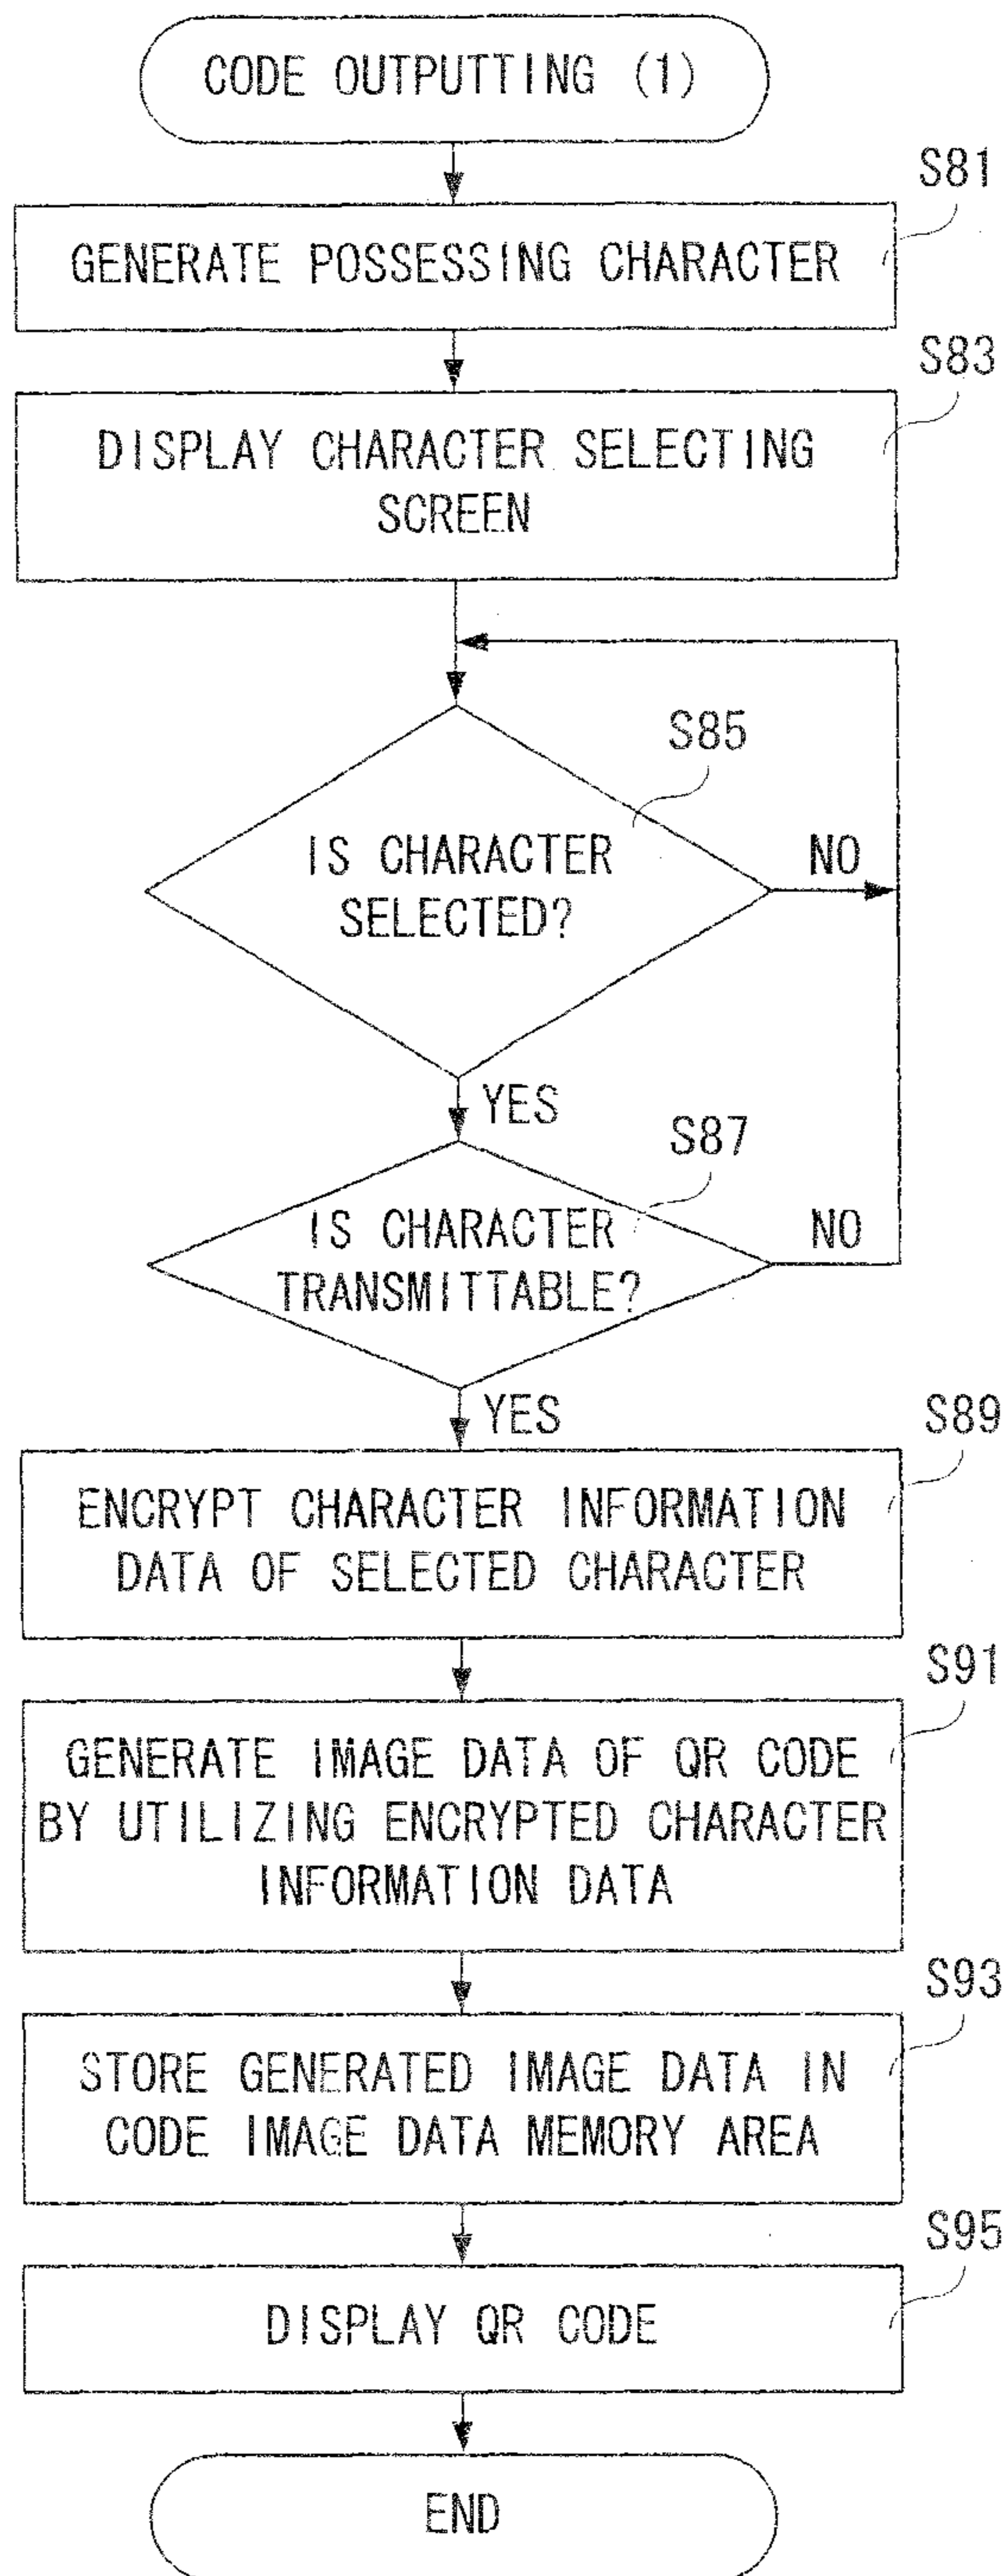 CODE OUTPUTTING (1)
S81
GENERATE POSSESSING CHARACTER
S83
DISPLAY CHARACTER SELECTING
SCREEN
S85
IS CHARACTER
SELECTED?
NO
YES
S87
IS CHARACTER
TRANSMITTABLE?
NO
YES
S89
ENCRYPT CHARACTER INFORMATION
DATA OF SELECTED CHARACTER
S91
GENERATE IMAGE DATA OF QR CODE
BY UTILIZING ENCRYPTED CHARACTER
INFORMATION DATA
S93
STORE GENERATED IMAGE DATA IN
CODE IMAGE DATA MEMORY AREA
S95
DISPLAY QR CODE
END